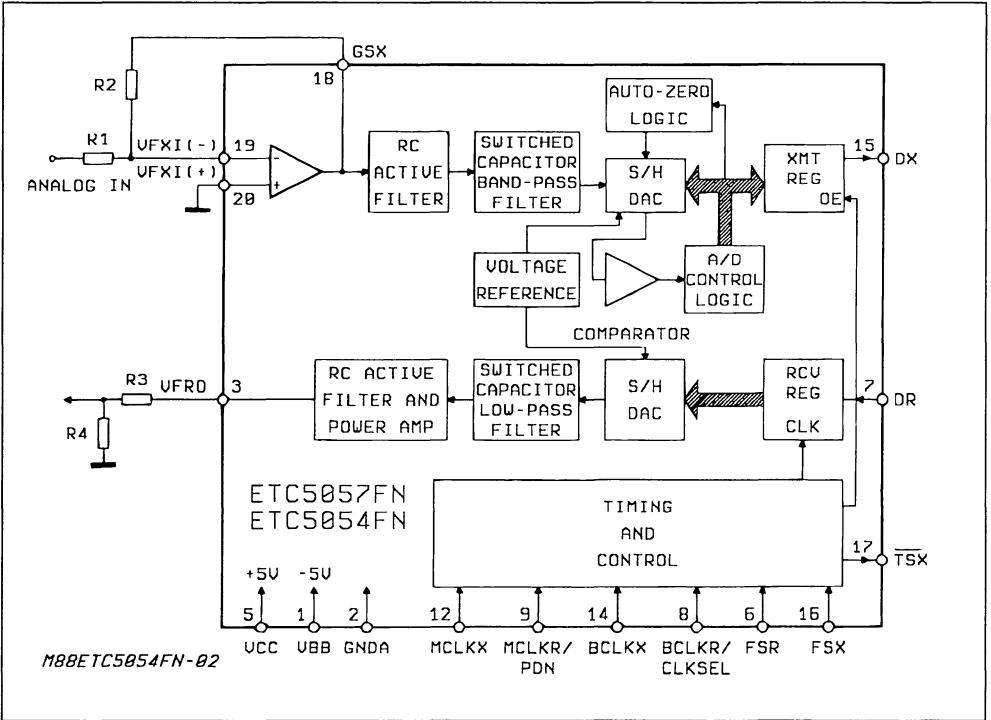 GSX
18
R2
R1
VFXI(-)
19
ANALOG IN
VFXI(+)
20
-
+
RC
ACTIVE
FILTER
SWITCHED
CAPACITOR
BAND-PASS
FILTER
AUTO-ZERO
LOGIC
S/H
DAC
XMT
REG
OE
15
DX
VOLTAGE
REFERENCE
A/D
CONTROL
LOGIC
COMPARATOR
R3
VFRO
3
R4
RC ACTIVE
FILTER AND
POWER AMP
SWITCHED
CAPACITOR
LOW-PASS
FILTER
S/H
DAC
RCV
REG
CLK
7
DR
ETC5057FN
ETC5054FN
TIMING
AND
CONTROL
17
TSX
+5V
-5V
5
1
2
12
9
14
8
6
16
VCC
VBB
GNDA
MCLKX
MCLKR/
PDN
BCLKX
BCLKR/
CLKSEL
FSR
FSX
M88ETC5054FN-02